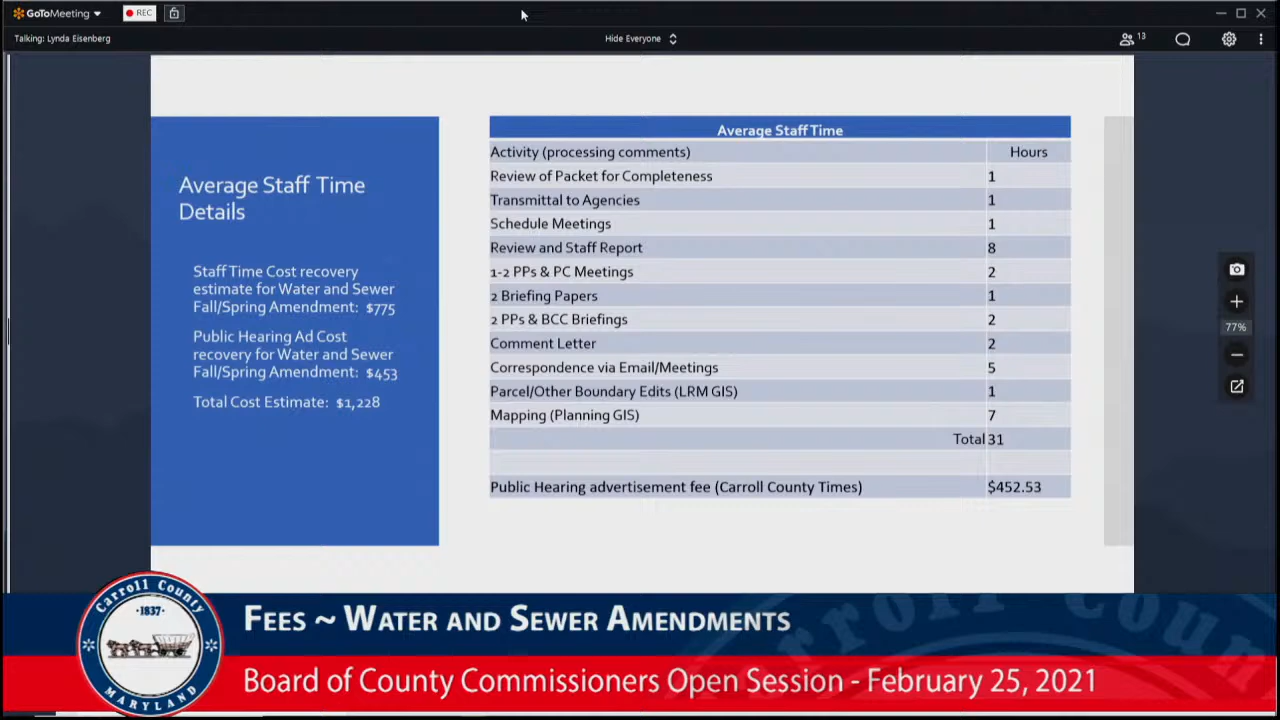 GoToMeeting
REC
Talking: Lynda Eisenberg
Hide Everyone
13
Average Staff Time
Details
Staff Time Cost recovery
estimate for Water and Sewer
Fall/Spring Amendment: $775
Public Hearing Ad Cost
recovery for Water and Sewer
Fall/Spring Amendment: $453
Total Cost Estimate: $1,228
Average Staff Time
Activity (processing comments) Hours
Review of Packet for Completeness 1
Transmittal to Agencies 1
Schedule Meetings 1
Review and Staff Report 8
1-2 PPs & PC Meetings 2
2 Briefing Papers 1
2 PPs & BCC Briefings 2
Comment Letter 2
Correspondence via Email/Meetings 5
Parcel/Other Boundary Edits (LRM GIS) 1
Mapping (Planning GIS) 7
Total 31
Public Hearing advertisement fee (Carroll County Times) $452.53
77%
Carroll County
·1837·
MARYLAND
Fees ~ Water and Sewer Amendments
Board of County Commissioners Open Session - February 25, 2021